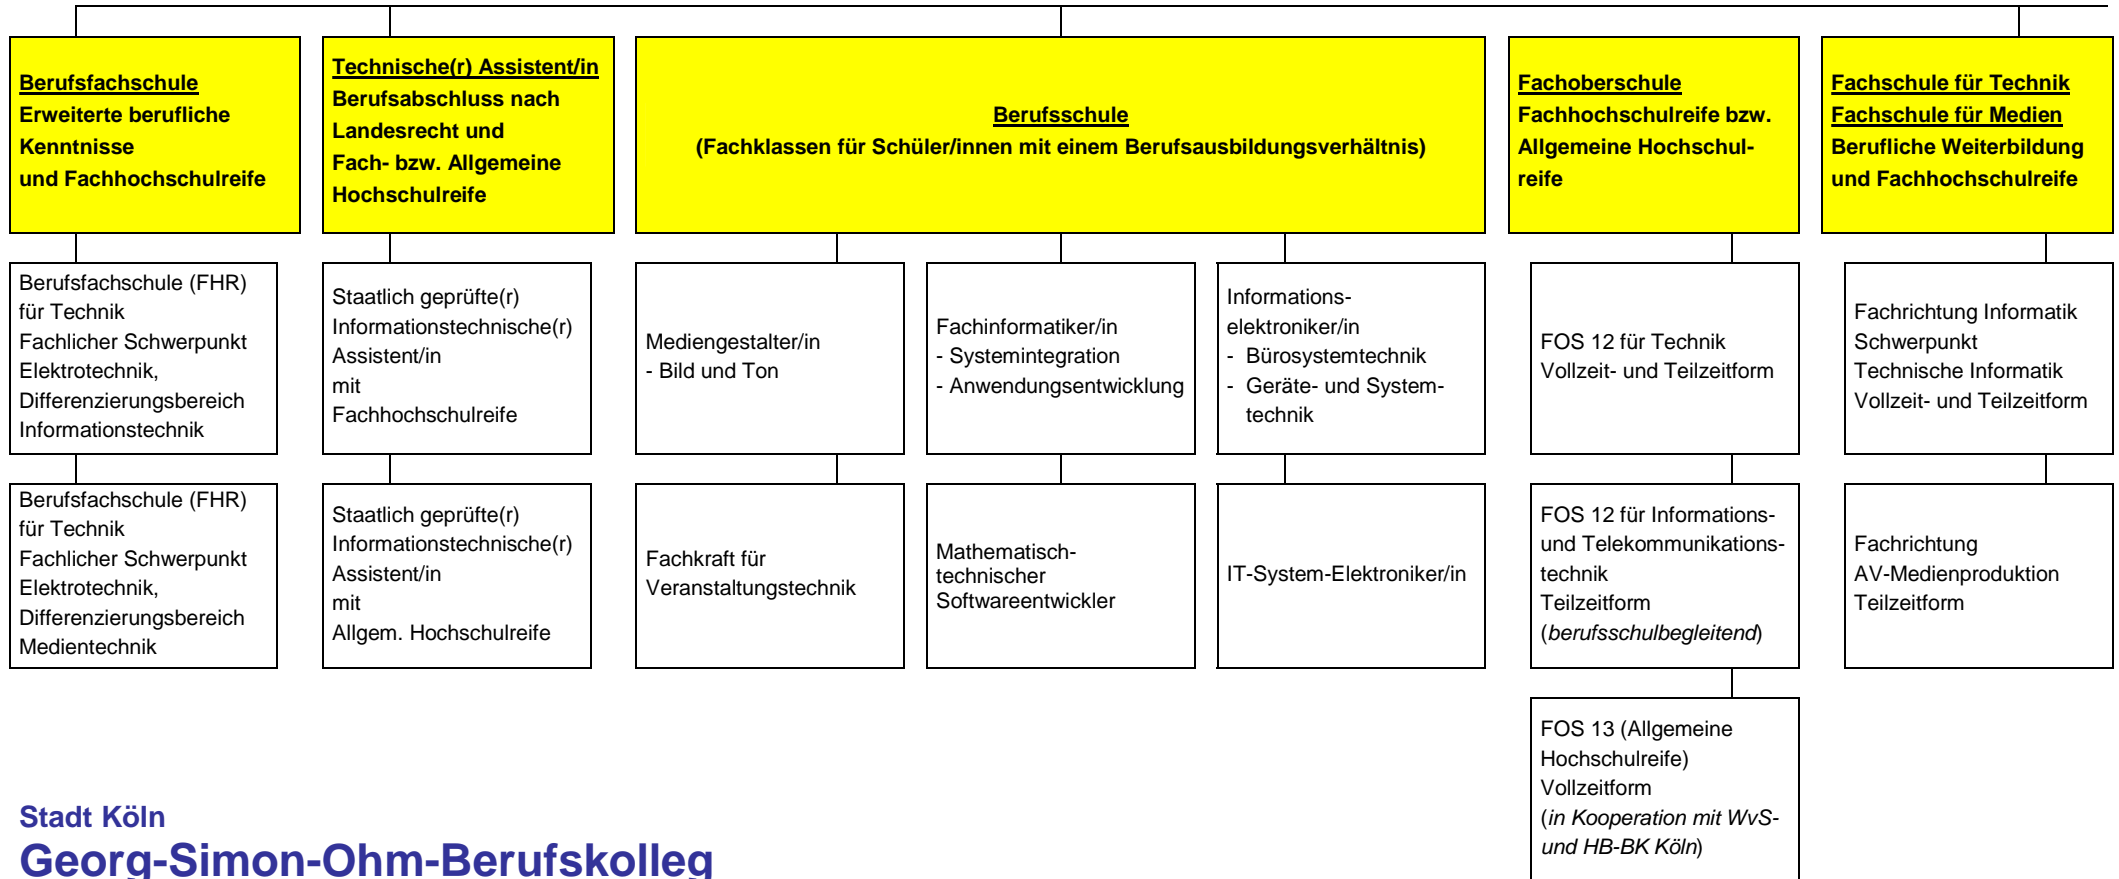 Berufsfachschule
Erweiterte berufliche
Kenntnisse
und Fachhochschulreife
Technische(r) Assistent/in
Berufsabschluss nach
Landesrecht und
Fach- bzw. Allgemeine
Hochschulreife
Berufsschule
(Fachklassen für Schüler/innen mit einem Berufsausbildungsverhältnis)
Fachoberschule
Fachhochschulreife bzw.
Allgemeine Hochschul-
reife
Fachschule für Technik
Fachschule für Medien
Berufliche Weiterbildung
und Fachhochschulreife
Berufsfachschule (FHR)
für Technik
Fachlicher Schwerpunkt
Elektrotechnik,
Differenzierungsbereich
Informationstechnik
Staatlich geprüfte(r)
Informationstechnische(r)
Assistent/in
mit
Fachhochschulreife
Mediengestalter/in
- Bild und Ton
Fachinformatiker/in
- Systemintegration
- Anwendungsentwicklung
Informations-
elektroniker/in
- Bürosystemtechnik
- Geräte- und System-
technik
FOS 12 für Technik
Vollzeit- und Teilzeitform
Fachrichtung Informatik
Schwerpunkt
Technische Informatik
Vollzeit- und Teilzeitform
Berufsfachschule (FHR)
für Technik
Fachlicher Schwerpunkt
Elektrotechnik,
Differenzierungsbereich
Medientechnik
Staatlich geprüfte(r)
Informationstechnische(r)
Assistent/in
mit
Allgem. Hochschulreife
Fachkraft für
Veranstaltungstechnik
Mathematisch-
technischer
Softwareentwickler
IT-System-Elektroniker/in
FOS 12 für Informations-
und Telekommunikations-
technik
Teilzeitform
(berufsschulbegleitend)
Fachrichtung
AV-Medienproduktion
Teilzeitform
FOS 13 (Allgemeine
Hochschulreife)
Vollzeitform
(in Kooperation mit WvS-
und HB-BK Köln)
Stadt Köln
Georg-Simon-Ohm-Berufskolleg